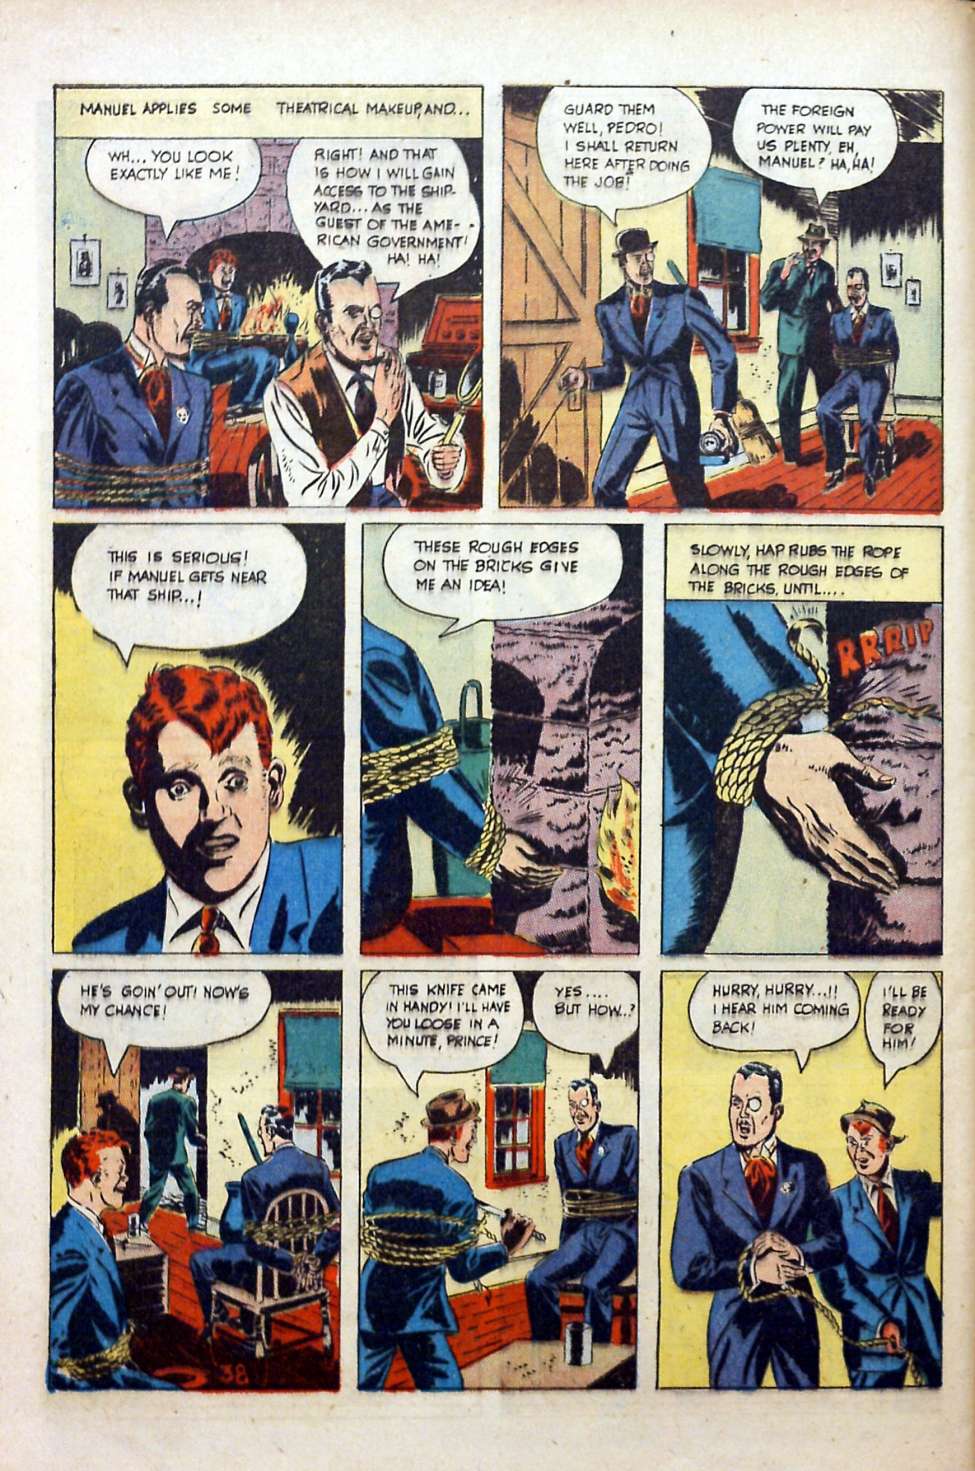 MANUEL APPLIES SOME THEATRICAL MAKEUP, AND...
WH... YOU LOOK
EXACTLY LIKE ME!
RIGHT! AND THAT
IS HOW I WILL GAIN
ACCESS TO THE SHIP-
YARD... AS THE
GUEST OF THE AME-
RICAN GOVERNMENT!
HA! HA!
GUARD THEM
WELL, PEDRO!
I SHALL RETURN
HERE AFTER DOING
THE JOB!
THE FOREIGN
POWER WILL PAY
US PLENTY, EH,
MANUEL? HA, HA!
THIS IS SERIOUS!
IF MANUEL GETS NEAR
THAT SHIP...!
THESE ROUGH EDGES
ON THE BRICKS GIVE
ME AN IDEA!
SLOWLY, HAP RUBS THE ROPE
ALONG THE ROUGH EDGES OF
THE BRICKS, UNTIL....
RRRIP
HE'S GOIN' OUT! NOW'S
MY CHANCE!
38
THIS KNIFE CAME
IN HANDY! I'LL HAVE
YOU LOOSE IN A
MINUTE, PRINCE!
YES....
BUT HOW..?
HURRY, HURRY...!!
I HEAR HIM COMING
BACK!
I'LL BE
READY
FOR
HIM!